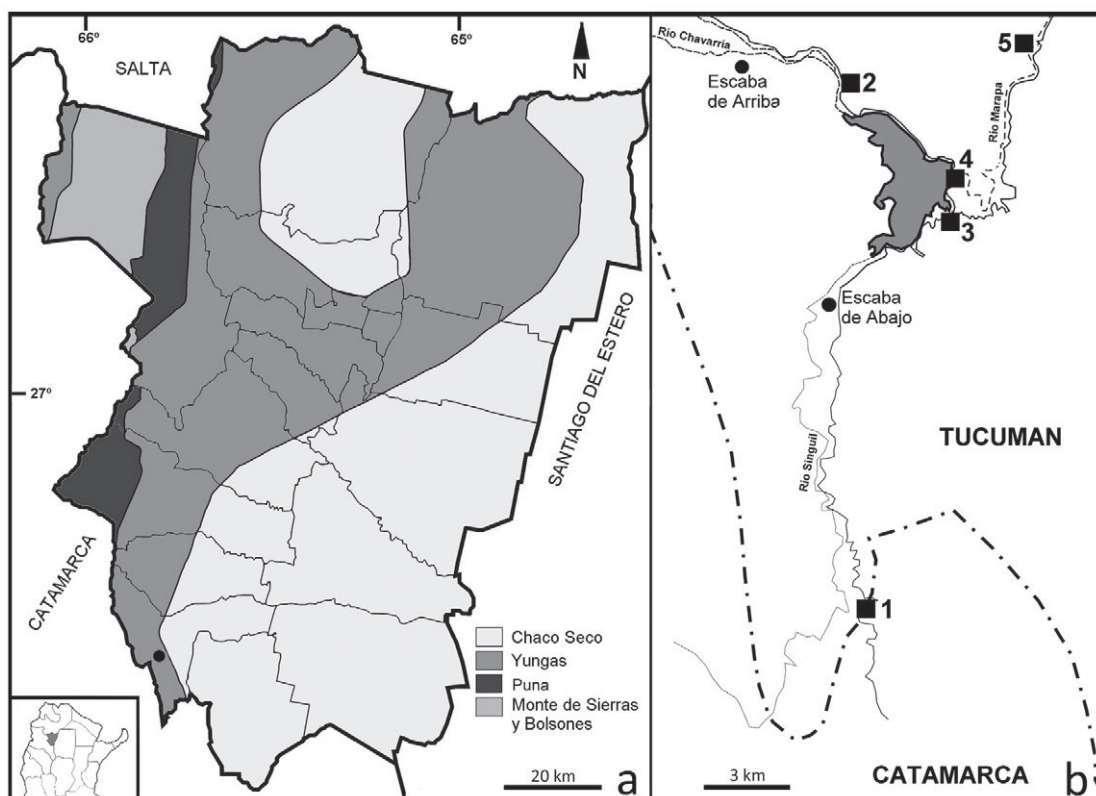 66º
65º
SALTA
N
27º
SANTIAGO DEL ESTERO
CATAMARCA
Chaco Seco
Yungas
Puna
Monte de Sierras
y Bolsones
20 km
a
Río Chavarría
Escaba
de Arriba
2
5
Río Marapa
4
3
Escaba
de Abajo
Río Singuil
TUCUMAN
1
3 km
CATAMARCA
b